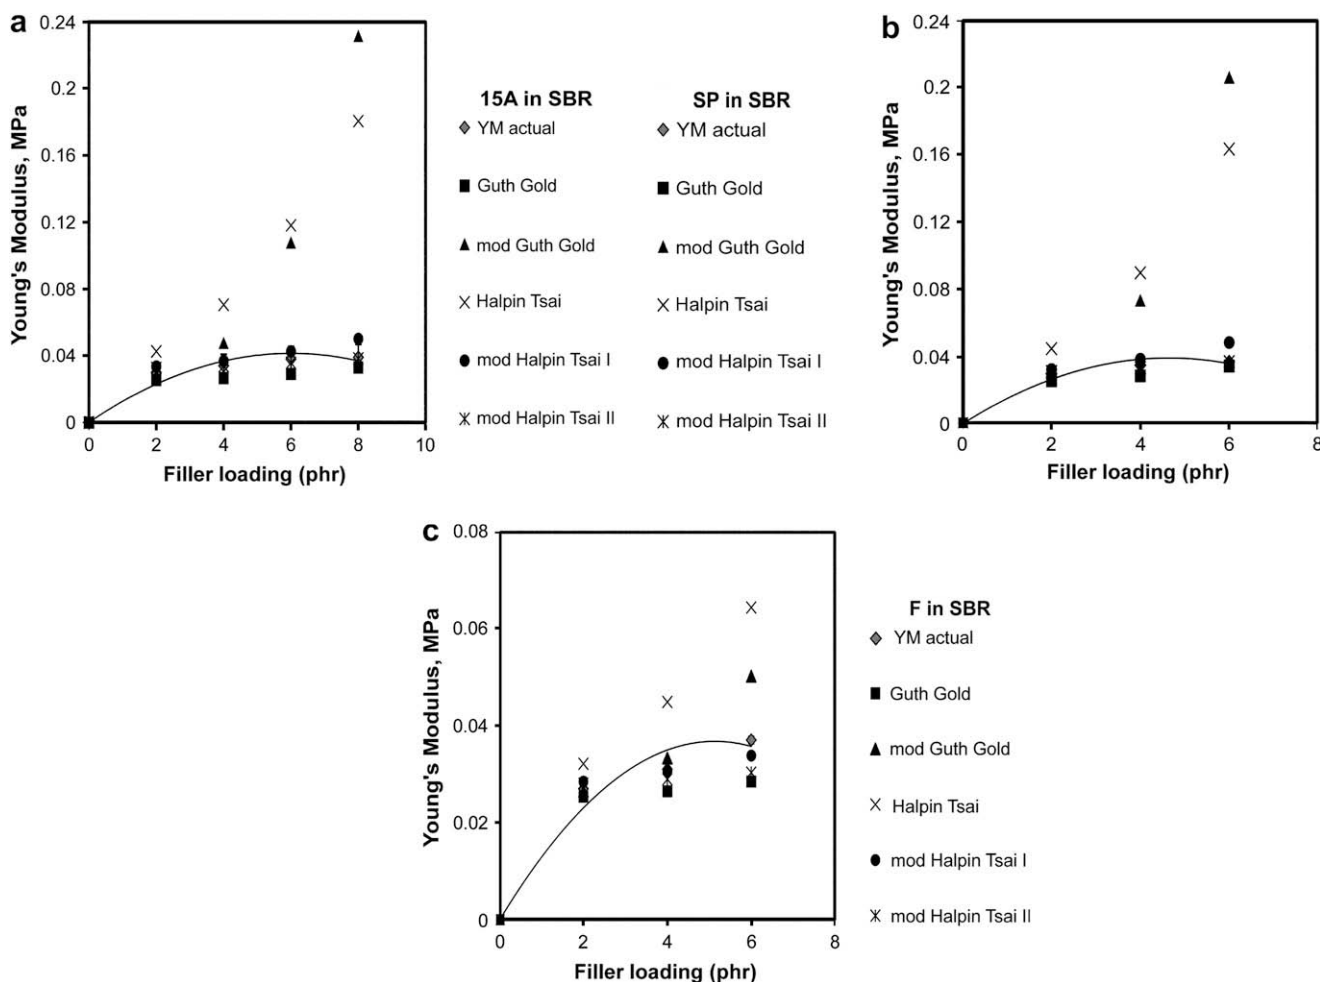 a
0.24
0.2
0.16
0.12
0.08
0.04
0
0 2 4 6 8 10
Young's Modulus, MPa
Filler loading (phr)
15A in SBR
YM actual
Guth Gold
mod Guth Gold
Halpin Tsai
mod Halpin Tsai I
mod Halpin Tsai II
SP in SBR
YM actual
Guth Gold
mod Guth Gold
Halpin Tsai
mod Halpin Tsai I
mod Halpin Tsai II
b
0.24
0.2
0.16
0.12
0.08
0.04
0
0 2 4 6 8
Young's Modulus, MPa
Filler loading (phr)
c
0.08
0.06
0.04
0.02
0
0 2 4 6 8
Young's Modulus, MPa
Filler loading (phr)
F in SBR
YM actual
Guth Gold
mod Guth Gold
Halpin Tsai
mod Halpin Tsai I
mod Halpin Tsai II